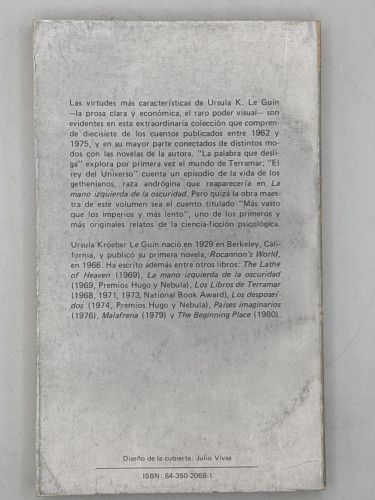 Las virtudes más características de Ursula K. Le Guin
—la prosa clara y económica, el raro poder visual— son
evidentes en esta extraordinaria colección que compren-
de diecisiete de los cuentos publicados entre 1962 y
1975, y en su mayor parte conectados de distintos mo-
dos con las novelas de la autora. "La palabra que desli-
ga" explora por primera vez el mundo de Terramar; "El
rey del Universo" cuenta un episodio de la vida de los
gethenianos, raza andrógina que reaparecería en La
mano izquierda de la oscuridad. Pero quizá la obra maes-
tra de este volumen sea el cuento titulado "Más vasto
que los imperios y más lento", uno de los primeros y
más originales relatos de la ciencia-ficción psicológica.
Ursula Kroeber Le Guin nació en 1929 en Berkeley, Cali-
fornia, y publicó su primera novela, Rocannon's World,
en 1966. Ha escrito además entre otros libros: The Lathe
of Heaven (1969), La mano izquierda de la oscuridad
(1969, Premios Hugo y Nebula), Los Libros de Terramar
(1968, 1971, 1973, National Book Award), Los desposeí-
dos (1974, Premios Hugo y Nebula), Países imaginarios
(1976), Malafrena (1979) y The Beginning Place (1980).
Diseño de la cubierta: Julio Vivas
ISBN: 84-350-2068-1